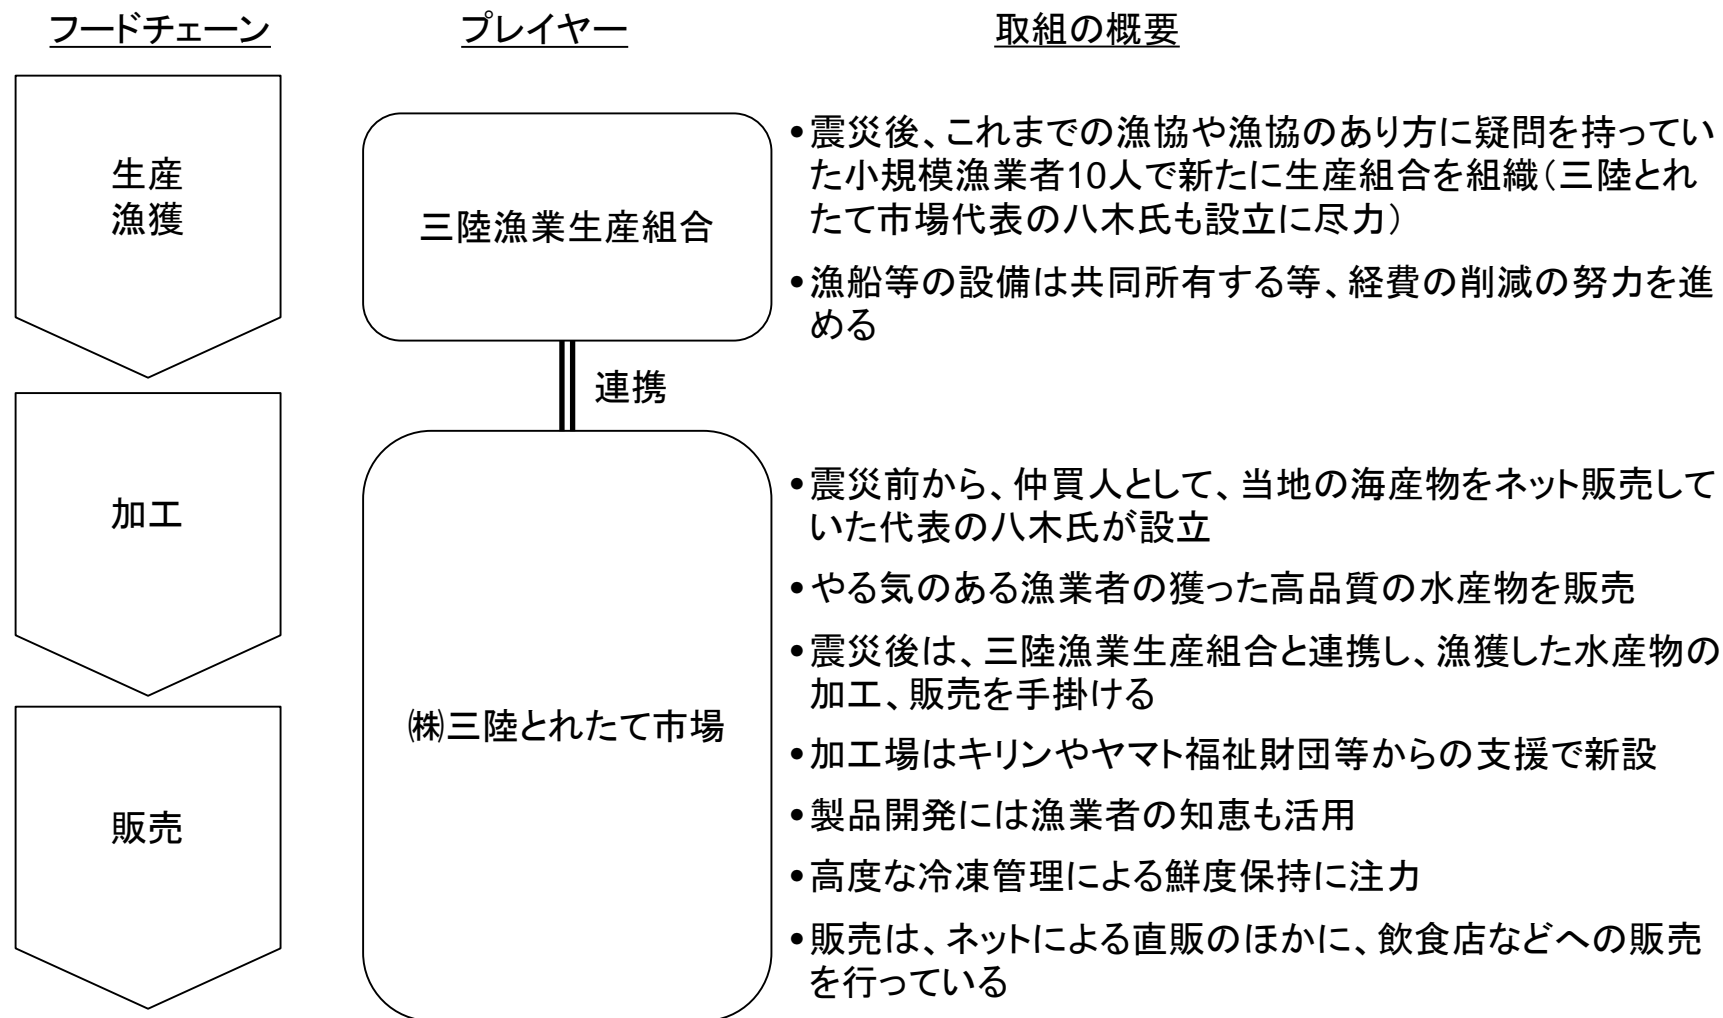 フードチェーン
プレイヤー
取組の概要
生産
漁獲
三陸漁業生産組合
•震災後、これまでの漁協や漁協のあり方に疑問を持ってい
た小規模漁業者10人で新たに生産組合を組織(三陸とれ
たて市場代表の八木氏も設立に尽力)
•漁船等の設備は共同所有する等、経費の削減の努力を進
める
連携
加工
販売
㈱三陸とれたて市場
•震災前から、仲買人として、当地の海産物をネット販売して
いた代表の八木氏が設立
•やる気のある漁業者の獲った高品質の水産物を販売
•震災後は、三陸漁業生産組合と連携し、漁獲した水産物の
加工、販売を手掛ける
•加工場はキリンやヤマト福祉財団等からの支援で新設
•製品開発には漁業者の知恵も活用
•高度な冷凍管理による鮮度保持に注力
•販売は、ネットによる直販のほかに、飲食店などへの販売
を行っている